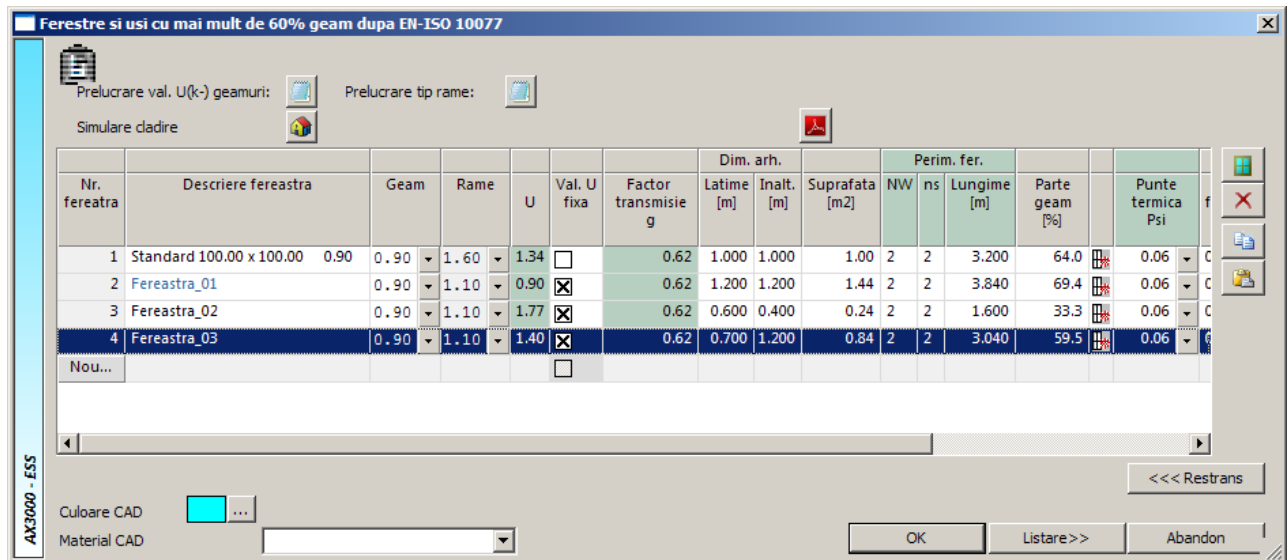 Ferestre si usi cu mai mult de 60% geam dupa EN-ISO 10077
Prelucrare val. U(k-) geamuri: Prelucrare tip rame:
Simulare cladire
Dim. arh. Perim. fer.
Nr. fereatra Descriere fereastra Geam Rame U Val. U fixa Factor transmisie g Latime [m] Inalt. [m] Suprafata [m2] NW ns Lungime [m] Parte geam [%] Punte termica Psi f
1 Standard 100.00 x 100.00 0.90 0.90 1.60 1.34 0.62 1.000 1.000 1.00 2 2 3.200 64.0 0.06
2 Fereastra_01 0.90 1.10 0.90 0.62 1.200 1.200 1.44 2 2 3.840 69.4 0.06
3 Fereastra_02 0.90 1.10 1.77 0.62 0.600 0.400 0.24 2 2 1.600 33.3 0.06
4 Fereastra_03 0.90 1.10 1.40 0.62 0.700 1.200 0.84 2 2 3.040 59.5 0.06
Nou...
<<< Restrans
AX3000 - ESS
Culoare CAD ...
Material CAD
OK Listare>> Abandon